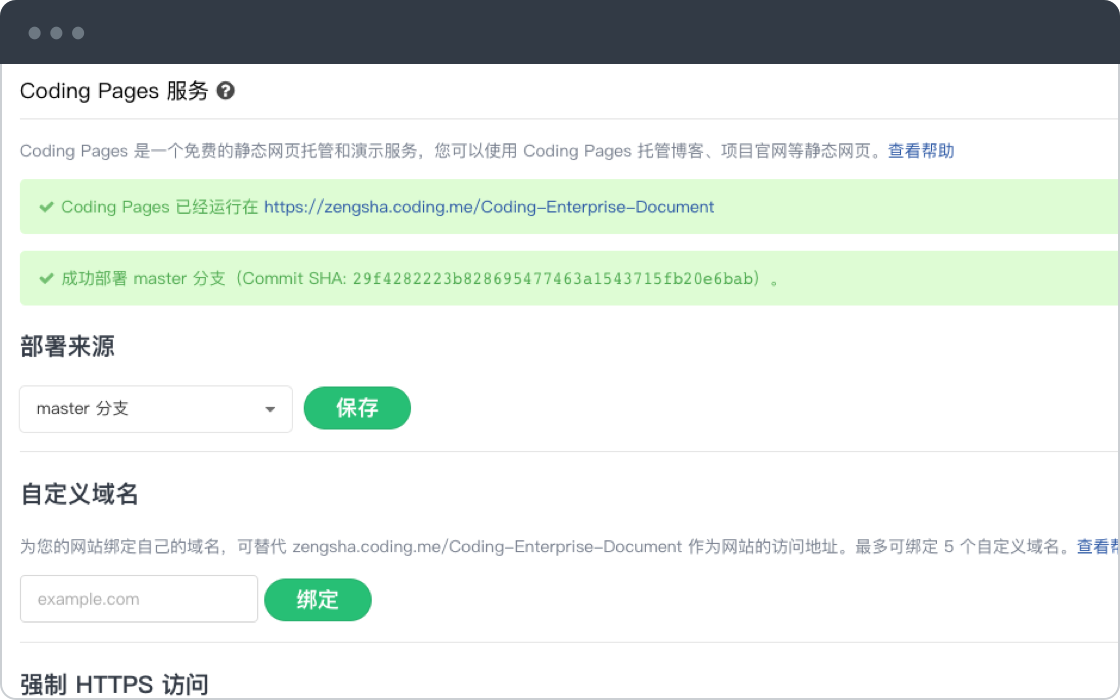 Coding Pages 服务 ?
Coding Pages 是一个免费的静态网页托管和演示服务，您可以使用 Coding Pages 托管博客、项目官网等静态网页。查看帮助
Coding Pages 已经运行在 https://zengsha.coding.me/Coding-Enterprise-Document
成功部署 master 分支（Commit SHA: 29f4282223b828695477463a1543715fb20e6bab）。
部署来源
master 分支 保存
自定义域名
为您的网站绑定自己的域名，可替代 zengsha.coding.me/Coding-Enterprise-Document 作为网站的访问地址。最多可绑定 5 个自定义域名。查看帮
example.com 绑定
强制 HTTPS 访问